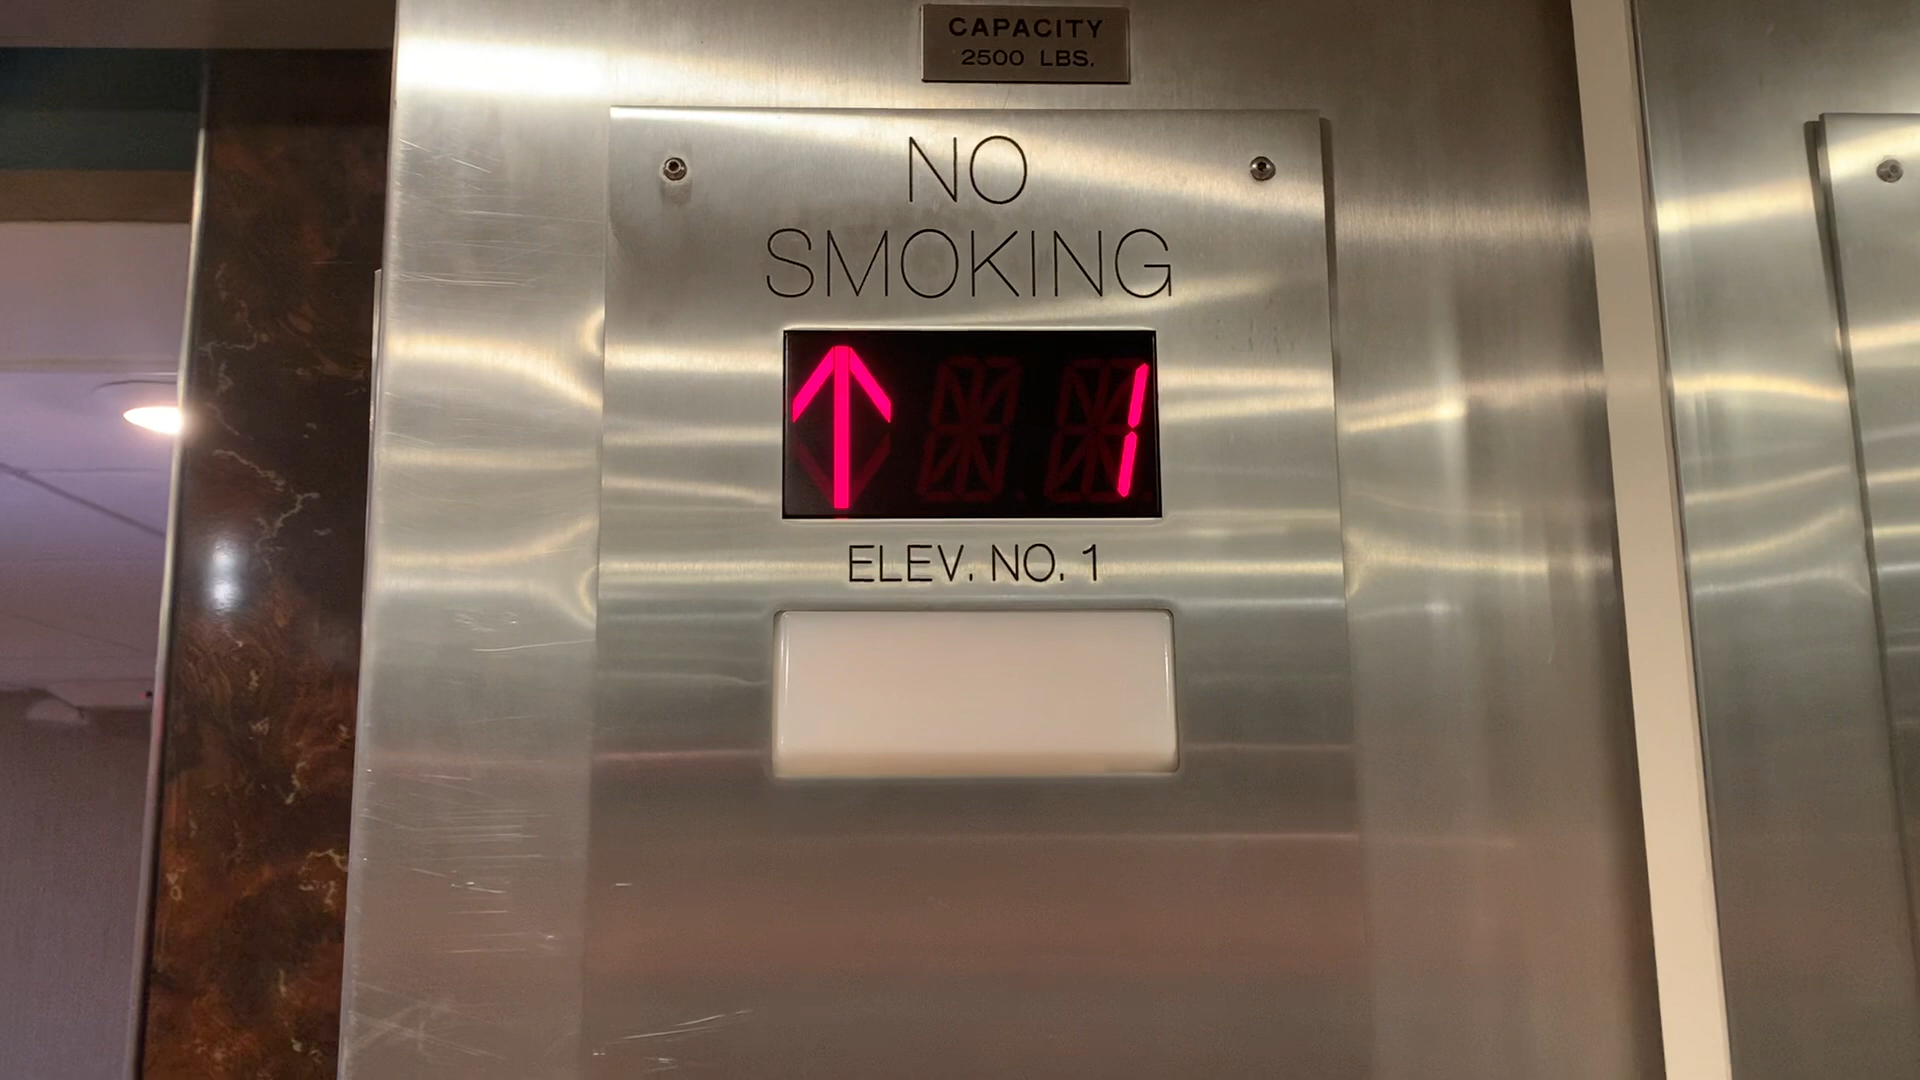 CAPACITY
2500 LBS.
NO
SMOKING
1
ELEV. NO. 1